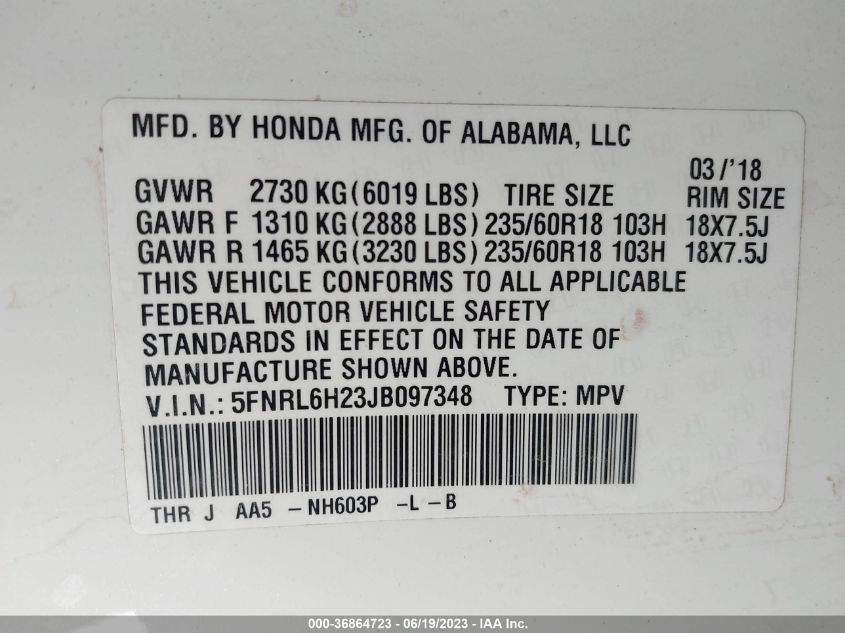 MFD. BY HONDA MFG. OF ALABAMA, LLC
03/'18
GVWR 2730 KG(6019 LBS) TIRE SIZE RIM SIZE
GAWR F 1310 KG(2888 LBS) 235/60R18 103H 18X7.5J
GAWR R 1465 KG(3230 LBS) 235/60R18 103H 18X7.5J
THIS VEHICLE CONFORMS TO ALL APPLICABLE
FEDERAL MOTOR VEHICLE SAFETY
STANDARDS IN EFFECT ON THE DATE OF
MANUFACTURE SHOWN ABOVE.
V.I.N.: 5FNRL6H23JB097348 TYPE: MPV
THR J AA5 -NH603P -L -B
000-36864723 - 06/19/2023 - IAA Inc.